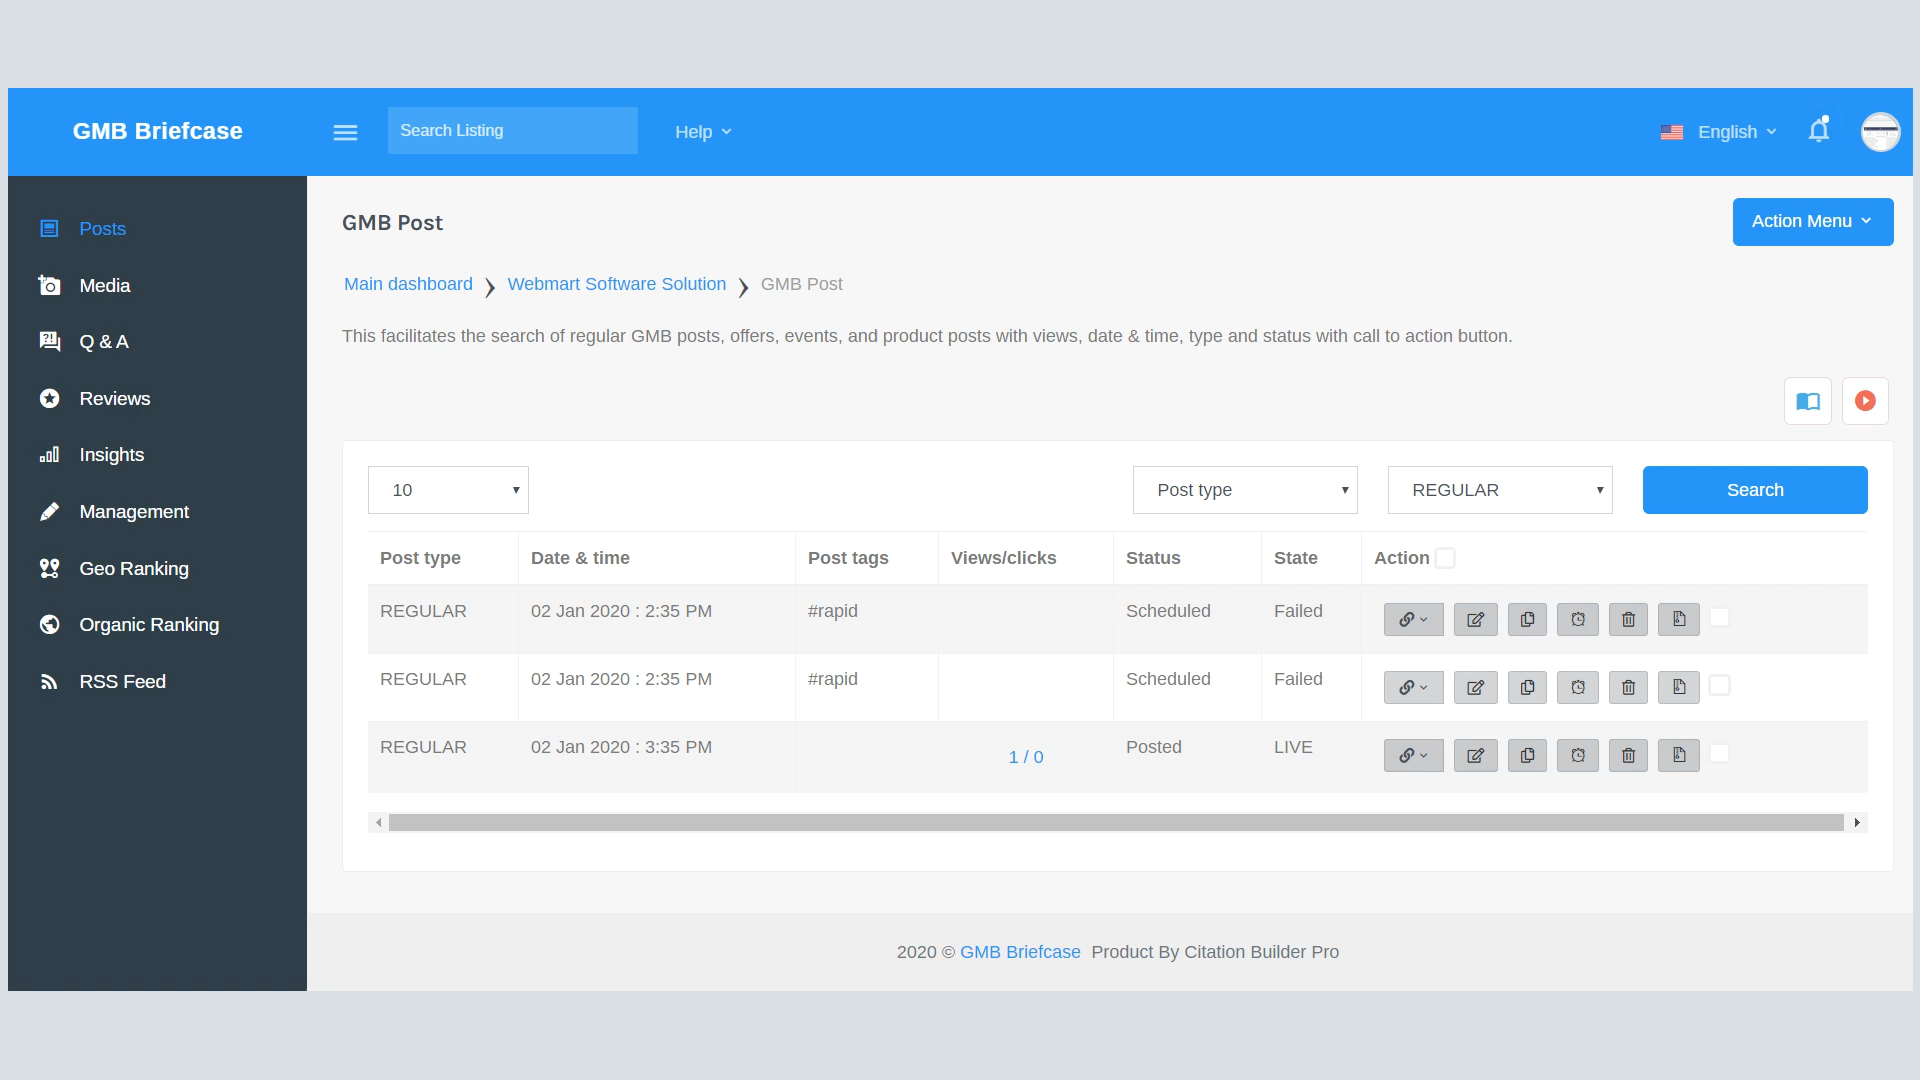 GMB Briefcase
Search Listing
Help
English
Posts
Media
Q & A
Reviews
Insights
Management
Geo Ranking
Organic Ranking
RSS Feed
GMB Post
Action Menu
Main dashboard
Webmart Software Solution
GMB Post
This facilitates the search of regular GMB posts, offers, events, and product posts with views, date & time, type and status with call to action button.
10
Post type
REGULAR
Search
Post type Date & time Post tags Views/clicks Status State Action
REGULAR 02 Jan 2020 : 2:35 PM #rapid Scheduled Failed
REGULAR 02 Jan 2020 : 2:35 PM #rapid Scheduled Failed
REGULAR 02 Jan 2020 : 3:35 PM 1 / 0 Posted LIVE
2020 © GMB Briefcase Product By Citation Builder Pro